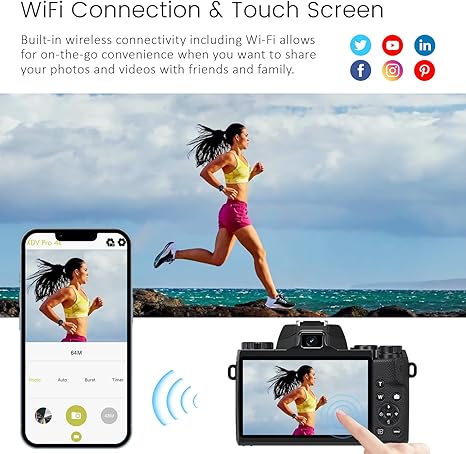 WiFi Connection & Touch Screen
Built-in wireless connectivity including Wi-Fi allows
for on-the-go convenience when you want to share
your photos and videos with friends and family.
XDV Pro 4K
64M
Photo Auto Burst Timer
T
W